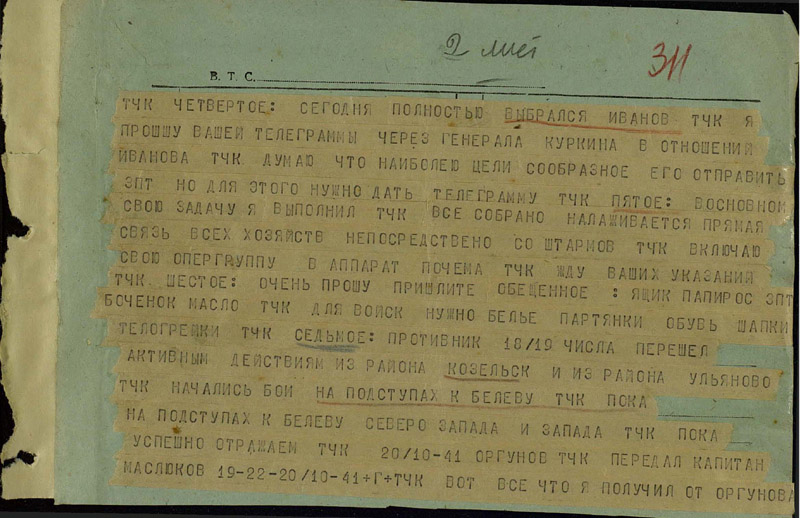 2 лист
311
В. Т. С.
ТЧК ЧЕТВЕРТОЕ: СЕГОДНЯ ПОЛНОСТЬЮ ВЫБРАЛСЯ ИВАНОВ ТЧК Я
ПРОШШУ ВАШЕЙ ТЕЛЕГРАММЫ ЧЕРЕЗ ГЕНЕРАЛА КУРКИНА В ОТНОШЕНИЙ
ИВАНОВА ТЧК ДУМАЮ ЧТО НАИБОЛЕЮ ЦЕЛИ СООБРАЗНОЕ ЕГО ОТПРАВИТЬ
ЗПТ НО ДЛЯ ЭТОГО НУЖНО ДАТЬ ТЕЛЕГРАММУ ТЧК ПЯТОЕ: ВОСНОВНОМ
СВОЮ ЗАДАЧУ Я ВЫПОЛНИЛ ТЧК ВСЕ СОБРАНО НАЛАЖИВАЕТСЯ ПРЯМАЯ
СВЯЗЬ ВСЕХ ХОЗЯЙСТВ НЕПОСРЕДСТВЕНО СО ШТАРМОВ ТЧК ВКЛЮЧАЮ
СВОЮ ОПЕРГРУППУ В АППАРАТ ПОЧЕМА ТЧК ЖДУ ВАШИХ УКАЗАНИЙ
ТЧК ШЕСТОЕ: ОЧЕНЬ ПРОШУ ПРИШЛИТЕ ОБЕЩЕННОЕ : ЯЩИК ПАПИРОС ЗПТ
БОЧЕНОК МАСЛО ТЧК ДЛЯ ВОЙСК НУЖНО БЕЛЬЕ ПАРТЯНКИ ОБУВЬ ШАПКИ
ТЕЛОГРЕЙКИ ТЧК СЕДЬМОЕ: ПРОТИВНИК 18/19 ЧИСЛА ПЕРЕШЕЛ
АКТИВНЫМ ДЕЙСТВИЯМ ИЗ РАЙОНА КОЗЕЛЬСК И ИЗ РАЙОНА УЛЬЯНОВО
ТЧК НАЧАЛИСЬ БОИ НА ПОДСТУПАХ К БЕЛЕВУ ТЧК ПОКА
НА ПОДСТУПАХ К БЕЛЕВУ СЕВЕРО ЗАПАДА И ЗАПАДА ТЧК ПОКА
УСПЕШНО ОТРАЖАЕМ ТЧК 20/10-41 ОРГУНОВ ТЧК ПЕРЕДАЛ КАПИТАН
МАСЛЮКОВ 19-22-20/10-41+Г+ТЧК ВОТ ВСЕ ЧТО Я ПОЛУЧИЛ ОТ ОРГУНОВА